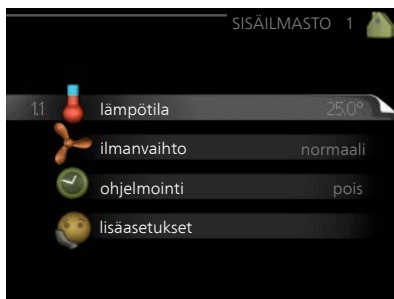 SISÄILMASTO 1
1.1 lämpötila 25.0°
ilmanvaihto normaali
ohjelmointi pois
lisäasetukset